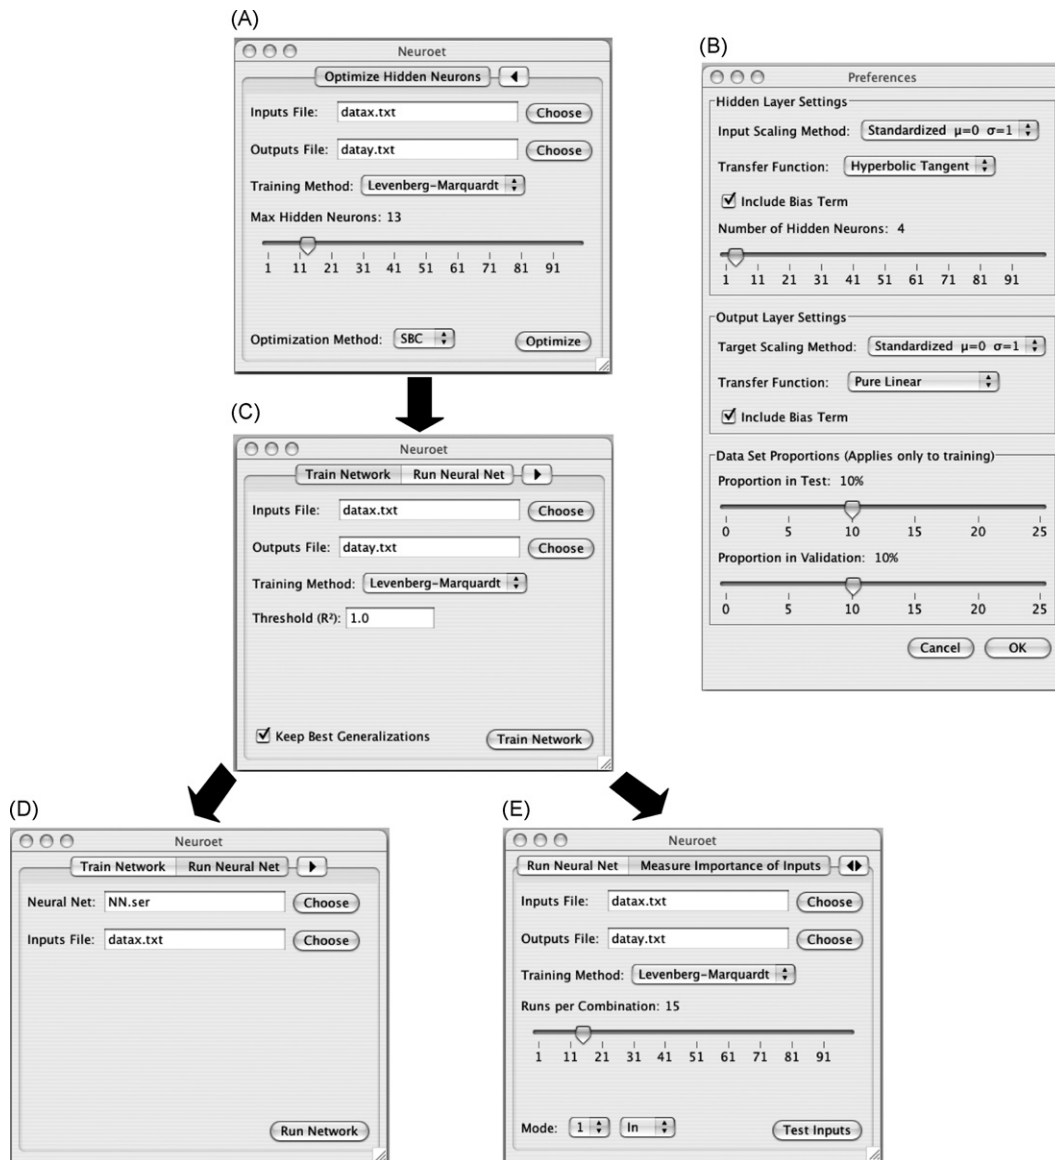 (A)
Neuroet
Optimize Hidden Neurons
Inputs File: datax.txt Choose
Outputs File: datay.txt Choose
Training Method: Levenberg-Marquardt
Max Hidden Neurons: 13
1 11 21 31 41 51 61 71 81 91
Optimization Method: SBC Optimize
(B)
Preferences
Hidden Layer Settings
Input Scaling Method: Standardized μ=0 σ=1
Transfer Function: Hyperbolic Tangent
Include Bias Term
Number of Hidden Neurons: 4
1 11 21 31 41 51 61 71 81 91
Output Layer Settings
Target Scaling Method: Standardized μ=0 σ=1
Transfer Function: Pure Linear
Include Bias Term
Data Set Proportions (Applies only to training)
Proportion in Test: 10%
0 5 10 15 20 25
Proportion in Validation: 10%
0 5 10 15 20 25
Cancel OK
(C)
Neuroet
Train Network Run Neural Net
Inputs File: datax.txt Choose
Outputs File: datay.txt Choose
Training Method: Levenberg-Marquardt
Threshold (R²): 1.0
Keep Best Generalizations Train Network
(D)
Neuroet
Train Network Run Neural Net
Neural Net: NN.ser Choose
Inputs File: datax.txt Choose
Run Network
(E)
Neuroet
Run Neural Net Measure Importance of Inputs
Inputs File: datax.txt Choose
Outputs File: datay.txt Choose
Training Method: Levenberg-Marquardt
Runs per Combination: 15
1 11 21 31 41 51 61 71 81 91
Mode: 1 In Test Inputs